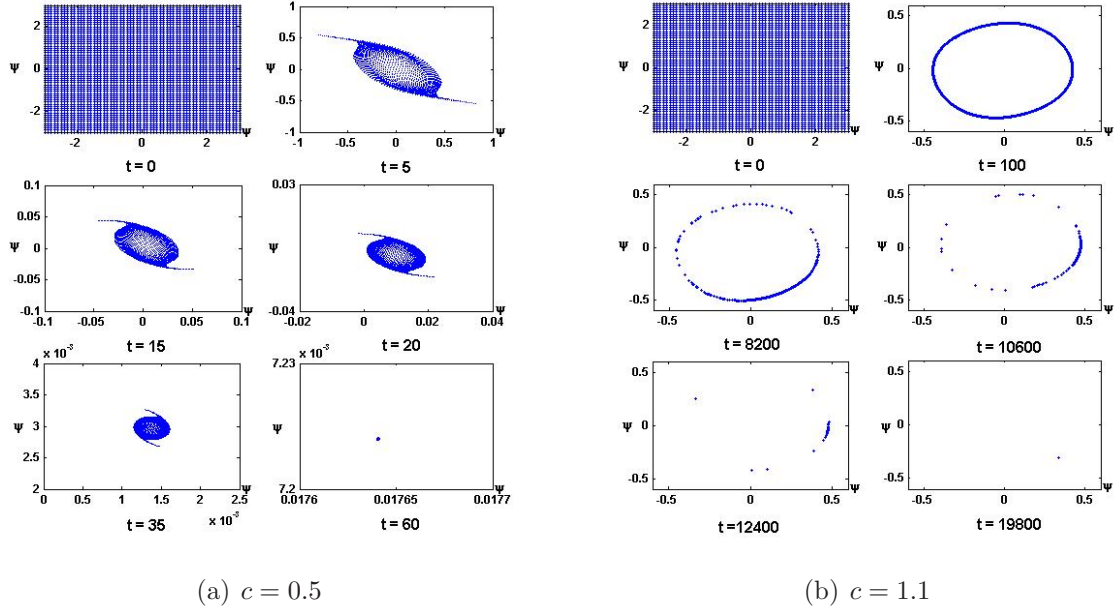 2
0
-2
Ψ
-2 0 2
Ψ
t = 0
1
0.5
0
-0.5
-1
Ψ
-1 -0.5 0 0.5 1
Ψ
t = 5
0.1
0.05
0
-0.05
-0.1
Ψ
-0.1 -0.05 0 0.05 0.1
Ψ
t = 15
0.03
-0.04
Ψ
-0.02 0 0.02 0.04
Ψ
t = 20
x 10⁻³
4
3.5
3
2.5
2
Ψ
0 0.5 1 1.5 2 2.5
Ψ
x 10⁻³
t = 35
x 10⁻³
7.23
7.2
Ψ
0.0176 0.01765 0.0177
Ψ
t = 60
(a) c = 0.5
2
0
-2
Ψ
-2 0 2
Ψ
t = 0
0.5
0
-0.5
Ψ
-0.5 0 0.5
Ψ
t = 100
0.5
0
-0.5
Ψ
-0.5 0 0.5
Ψ
t = 8200
0.5
0
-0.5
Ψ
-0.5 0 0.5
Ψ
t = 10600
0.5
0
-0.5
Ψ
-0.5 0 0.5
Ψ
t = 12400
0.5
0
-0.5
Ψ
-0.5 0 0.5
Ψ
t = 19800
(b) c = 1.1